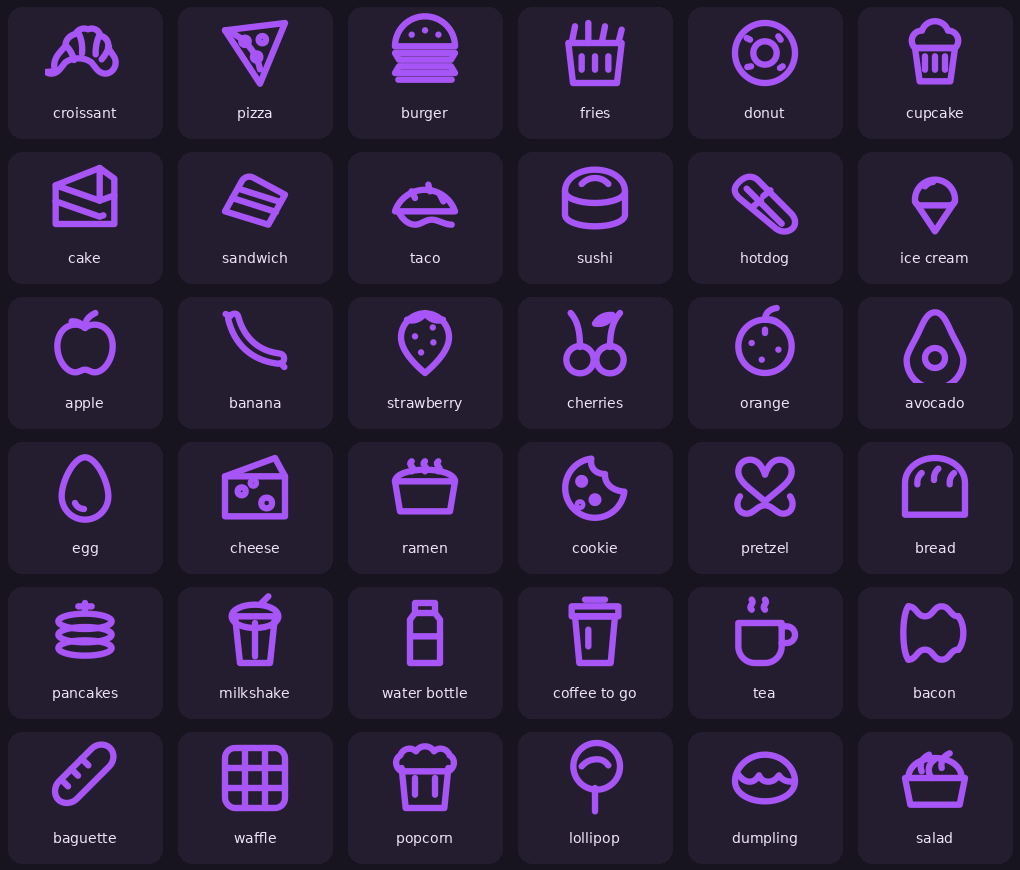 croissant
pizza
burger
fries
donut
cupcake
cake
sandwich
taco
sushi
hotdog
ice cream
apple
banana
strawberry
cherries
orange
avocado
egg
cheese
ramen
cookie
pretzel
bread
pancakes
milkshake
water bottle
coffee to go
tea
bacon
baguette
waffle
popcorn
lollipop
dumpling
salad